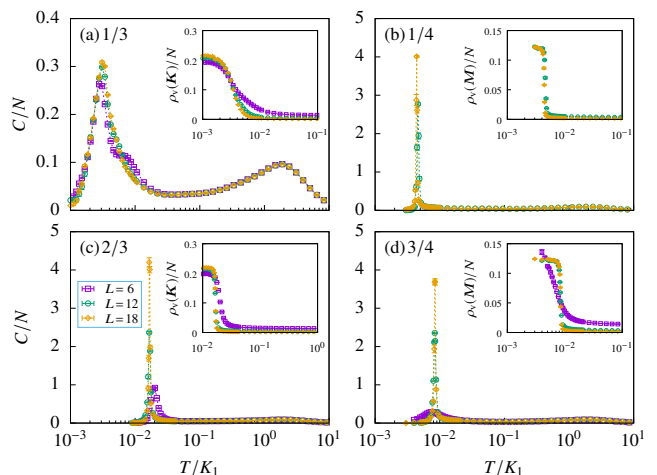 (a) 1/3
C/N
0.4
0.3
0.2
0.1
0
ρv(K)/N
0.3
0.2
0.1
0
10⁻³ 10⁻² 10⁻¹
(b) 1/4
5
4
3
2
1
0
ρv(M)/N
0.15
0.1
0.05
0
10⁻³ 10⁻² 10⁻¹
(c) 2/3
C/N
5
4
3
2
1
0
L = 6
L = 12
L = 18
ρv(K)/N
0.3
0.2
0.1
0
10⁻² 10⁻¹ 10⁰
10⁻³ 10⁻² 10⁻¹ 10⁰ 10¹
T/K₁
(d) 3/4
5
4
3
2
1
0
ρv(M)/N
0.15
0.1
0.05
0
10⁻³ 10⁻² 10⁻¹
10⁻³ 10⁻² 10⁻¹ 10⁰ 10¹
T/K₁